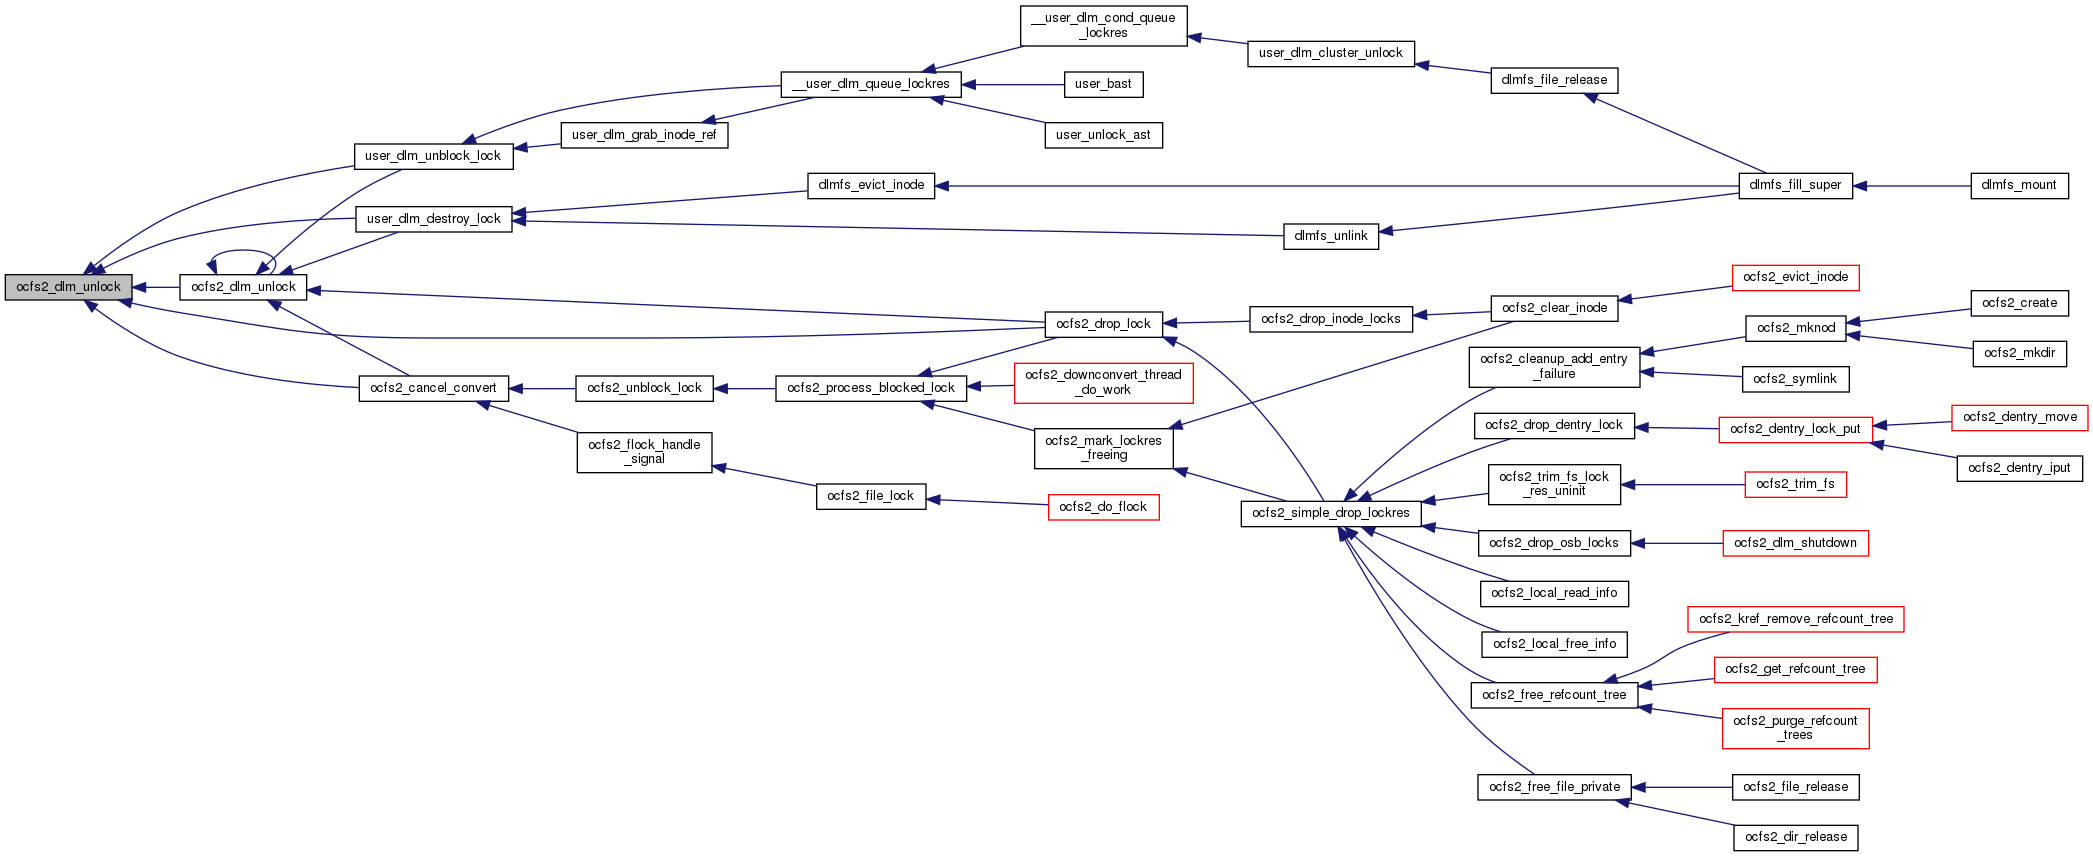 __user_dlm_cond_queue
_lockres
user_dlm_cluster_unlock
dlmfs_file_release
__user_dlm_queue_lockres
user_bast
user_dlm_grab_inode_ref
user_unlock_ast
user_dlm_unblock_lock
dlmfs_evict_inode
dlmfs_fill_super
dlmfs_mount
user_dlm_destroy_lock
dlmfs_unlink
ocfs2_dlm_unlock
ocfs2_dlm_unlock
ocfs2_evict_inode
ocfs2_clear_inode
ocfs2_create
ocfs2_drop_lock
ocfs2_drop_inode_locks
ocfs2_mknod
ocfs2_mkdir
ocfs2_cleanup_add_entry
_failure
ocfs2_symlink
ocfs2_cancel_convert
ocfs2_unblock_lock
ocfs2_process_blocked_lock
ocfs2_downconvert_thread
_do_work
ocfs2_dentry_move
ocfs2_drop_dentry_lock
ocfs2_dentry_lock_put
ocfs2_flock_handle
_signal
ocfs2_mark_lockres
_freeing
ocfs2_dentry_iput
ocfs2_trim_fs_lock
_res_uninit
ocfs2_trim_fs
ocfs2_file_lock
ocfs2_do_flock
ocfs2_simple_drop_lockres
ocfs2_drop_osb_locks
ocfs2_dlm_shutdown
ocfs2_local_read_info
ocfs2_kref_remove_refcount_tree
ocfs2_local_free_info
ocfs2_get_refcount_tree
ocfs2_free_refcount_tree
ocfs2_purge_refcount
_trees
ocfs2_free_file_private
ocfs2_file_release
ocfs2_dir_release